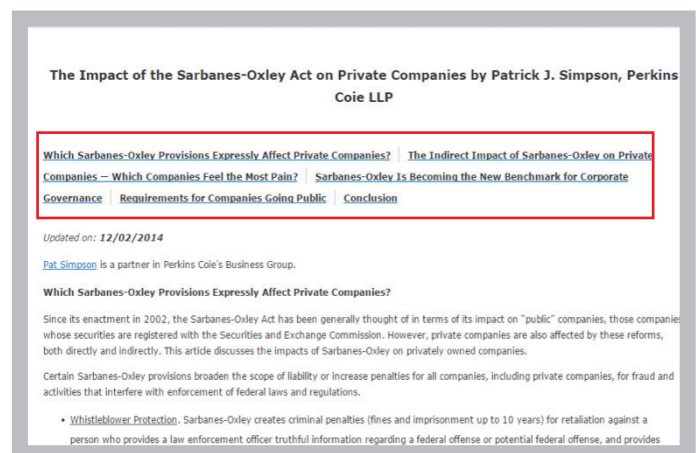 The Impact of the Sarbanes-Oxley Act on Private Companies by Patrick J. Simpson, Perkins
Coie LLP
Which Sarbanes-Oxley Provisions Expressly Affect Private Companies? The Indirect Impact of Sarbanes-Oxley on Private
Companies — Which Companies Feel the Most Pain? Sarbanes-Oxley Is Becoming the New Benchmark for Corporate
Governance Requirements for Companies Going Public Conclusion
Updated on: 12/02/2014
Pat Simpson is a partner in Perkins Coie's Business Group.
Which Sarbanes-Oxley Provisions Expressly Affect Private Companies?
Since its enactment in 2002, the Sarbanes-Oxley Act has been generally thought of in terms of its impact on "public" companies, those companies
whose securities are registered with the Securities and Exchange Commission. However, private companies are also affected by these reforms,
both directly and indirectly. This article discusses the impacts of Sarbanes-Oxley on privately owned companies.
Certain Sarbanes-Oxley provisions broaden the scope of liability or increase penalties for all companies, including private companies, for fraud and
activities that interfere with enforcement of federal laws and regulations.
• Whistleblower Protection. Sarbanes-Oxley creates criminal penalties (fines and imprisonment up to 10 years) for retaliation against a
person who provides a law enforcement officer truthful information regarding a federal offense or potential federal offense, and provides